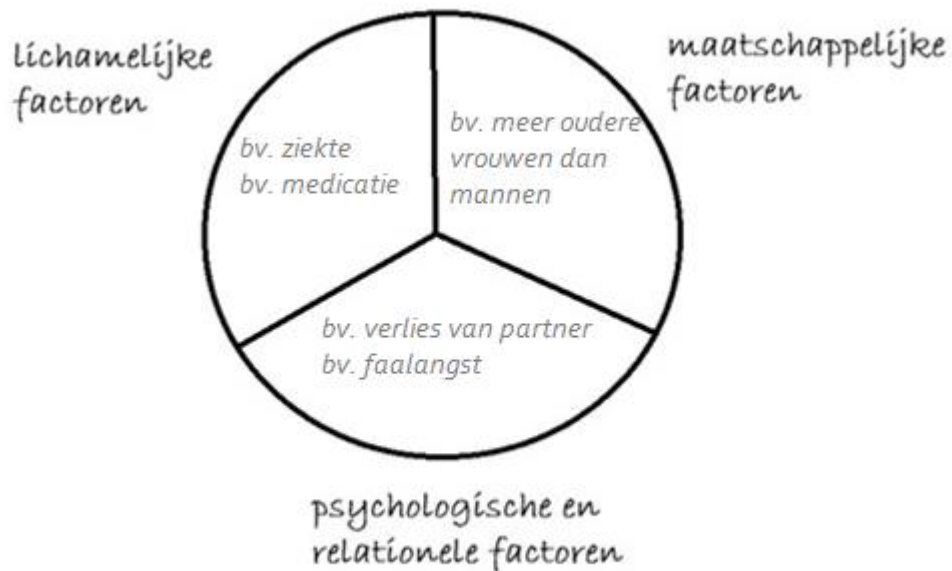 lichamelijke
factoren
maatschappelijke
factoren
bv. ziekte
bv. medicatie
bv. meer oudere
vrouwen dan
mannen
bv. verlies van partner
bv. faalangst
psychologische en
relationele factoren